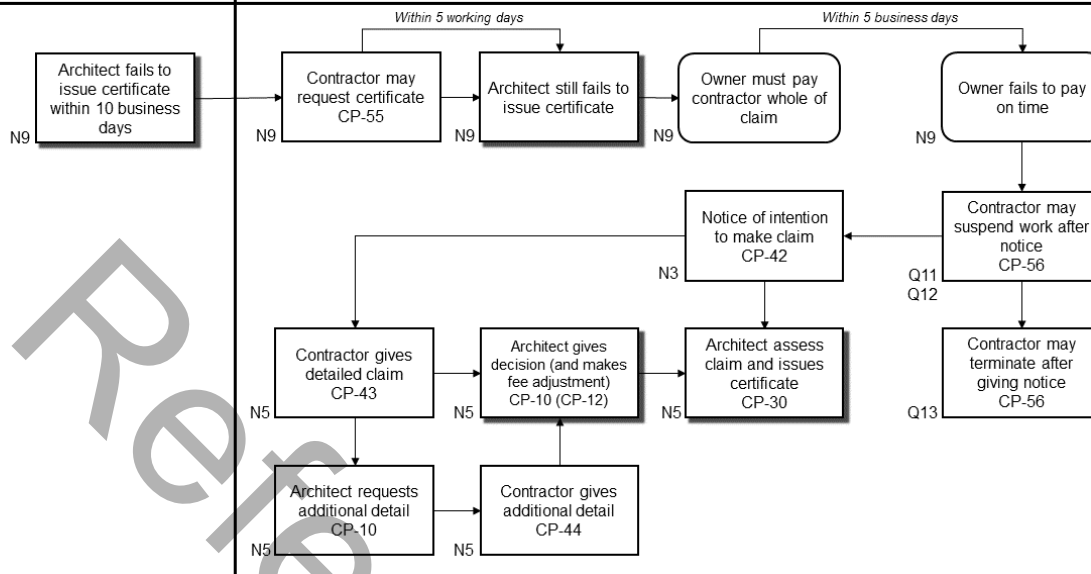 Within 5 working days
Within 5 business days
Architect fails to
issue certificate
within 10 business
days
N9
Contractor may
request certificate
CP-55
N9
Architect still fails to
issue certificate
N9
Owner must pay
contractor whole of
claim
N9
Owner fails to pay
on time
N9
Notice of intention
to make claim
CP-42
N3
Contractor may
suspend work after
notice
CP-56
Q11
Q12
Contractor gives
detailed claim
CP-43
N5
Architect gives
decision (and makes
fee adjustment)
CP-10 (CP-12)
N5
Architect assess
claim and issues
certificate
CP-30
N5
Contractor may
terminate after
giving notice
CP-56
Q13
Architect requests
additional detail
CP-10
N5
Contractor gives
additional detail
CP-44
N5
Refe